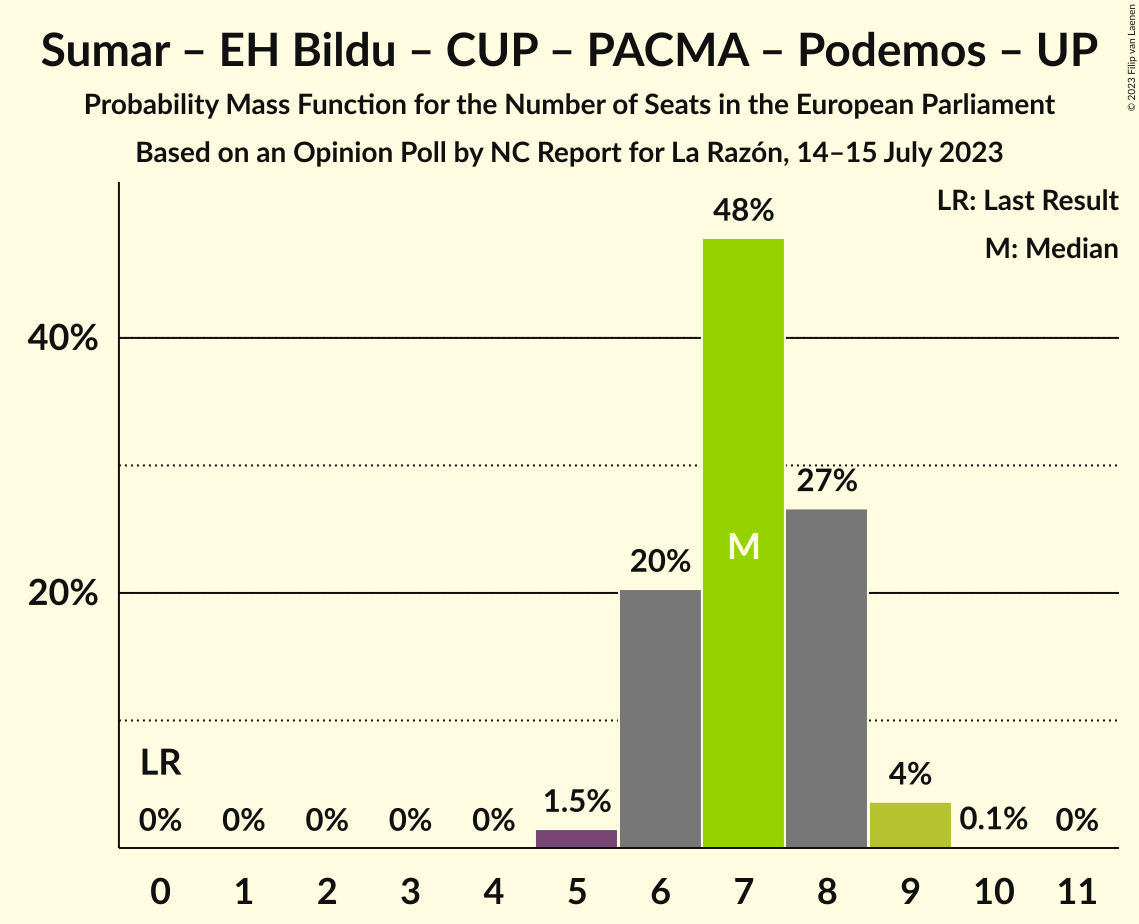 Sumar – EH Bildu – CUP – PACMA – Podemos – UP
Probability Mass Function for the Number of Seats in the European Parliament
Based on an Opinion Poll by NC Report for La Razón, 14–15 July 2023
© 2023 Filip van Laenen
LR: Last Result
M: Median
48%
40%
27%
M
20%
20%
LR
4%
1.5%
0% 0% 0% 0% 0% 0.1% 0%
0 1 2 3 4 5 6 7 8 9 10 11